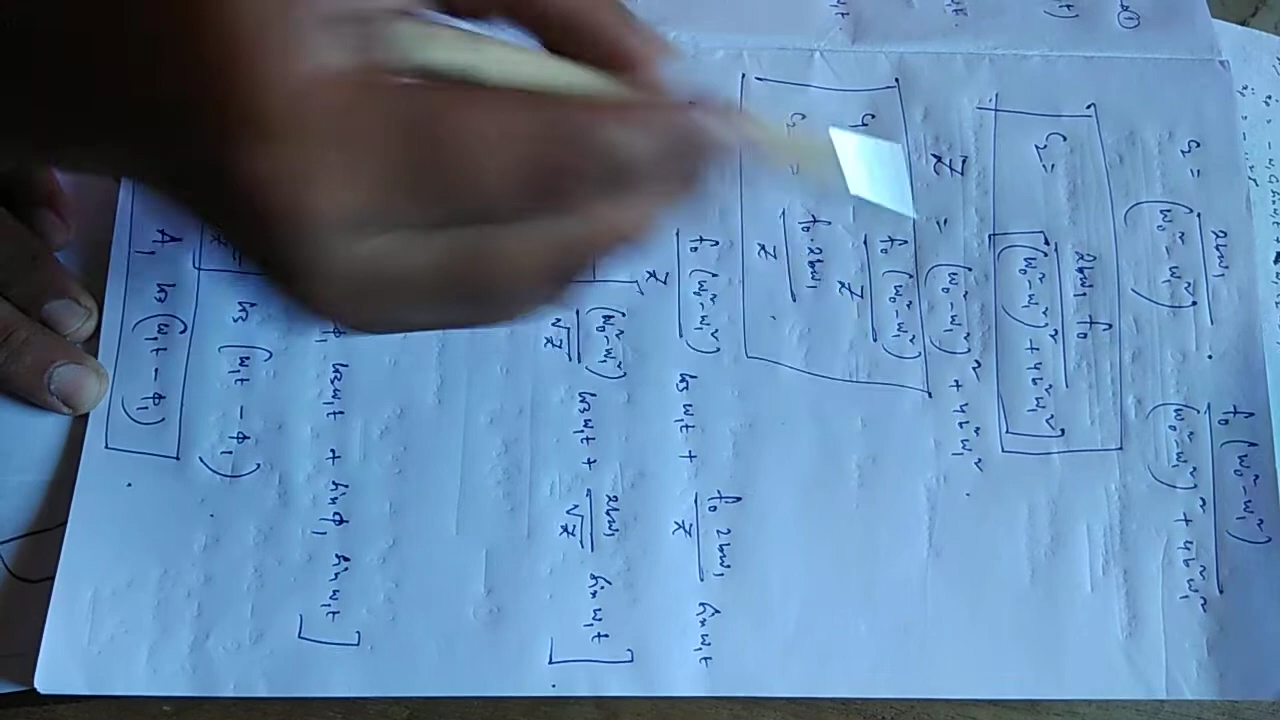 C₂ = 2bω₁ / (ω₀² - ω₁²) · f₀ (ω₀² - ω₁²) / (ω₀² - ω₁²)² + 4b²ω₁²
C₂ = 2bω₁ f₀ / [(ω₀² - ω₁²)² + 4b²ω₁²]
Z = (ω₀² - ω₁²)² + 4b²ω₁².
C₁ f₀ (ω₀² - ω₁²) / Z
C₂ = f₀ · 2bω₁ / Z
f₀ (ω₀² - ω₁²) / Z cos ω₁t + f₀ 2bω₁ / Z sin ω₁t
(ω₀² - ω₁²) / √Z cos ω₁t + 2bω₁ / √Z sin ω₁t ]
φ₁ cos ω₁t + sin φ₁ sin ω₁t ]
cos (ω₁t - φ₁)
A₁ cos (ω₁t - φ₁)